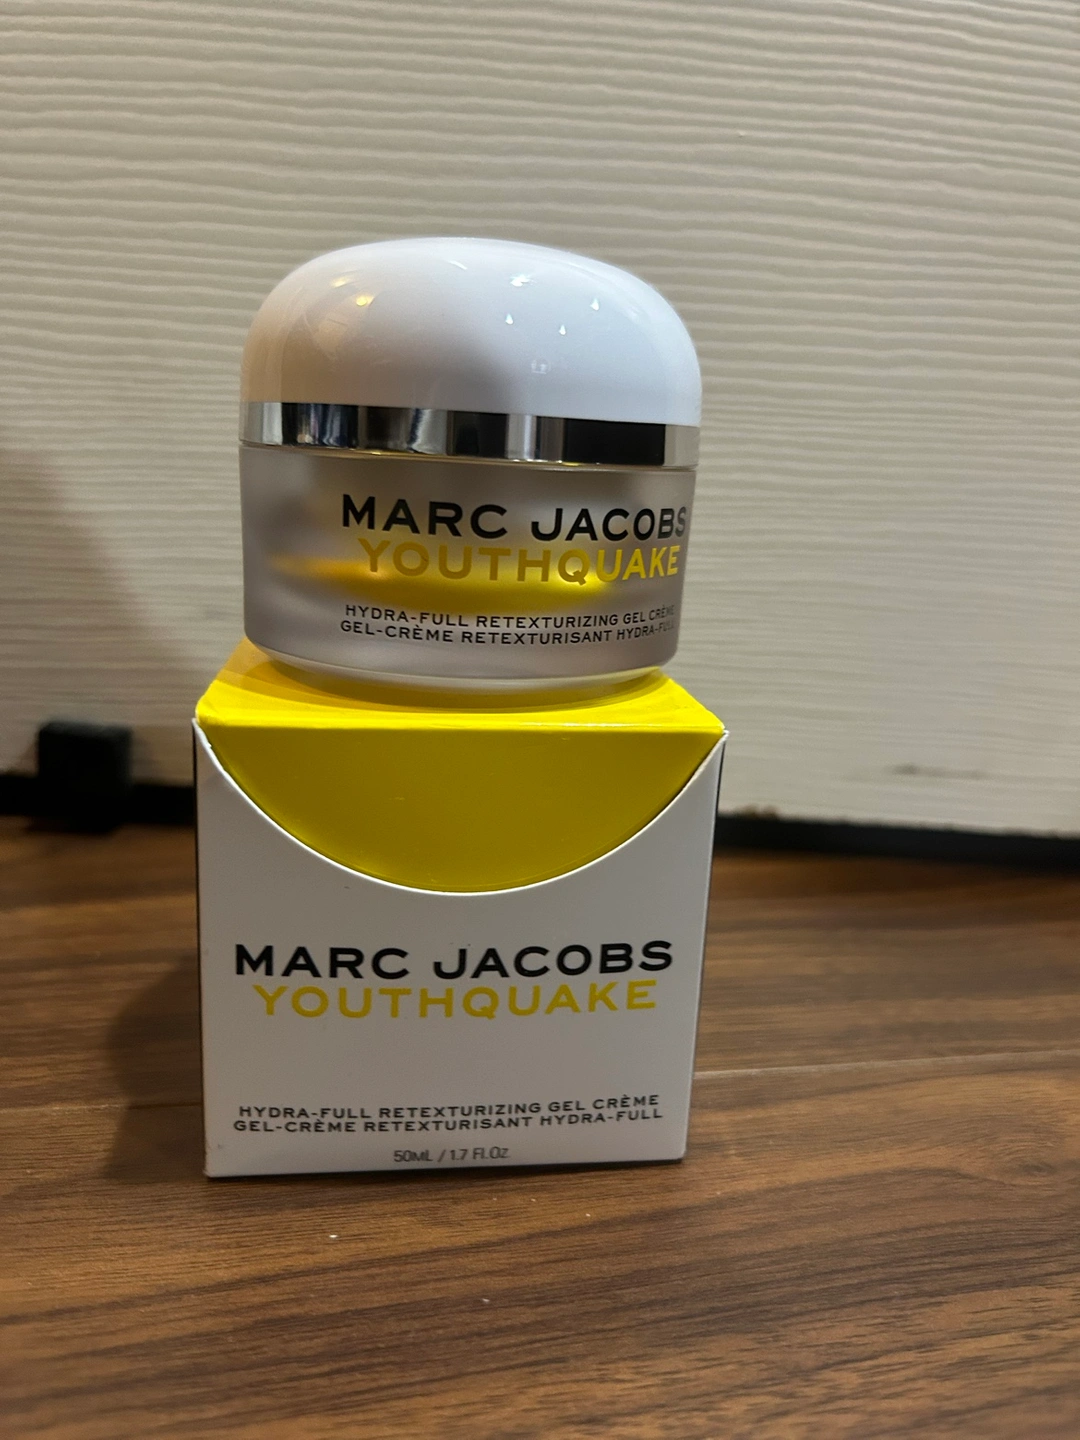 MARC JACOBS
YOUTHQUAKE
HYDRA-FULL RETEXTURIZING GEL CRÈME
GEL-CRÈME RETEXTURISANT HYDRA-FULL
MARC JACOBS
YOUTHQUAKE
HYDRA-FULL RETEXTURIZING GEL CRÈME
GEL-CRÈME RETEXTURISANT HYDRA-FULL
50mL / 1.7 Fl.Oz.